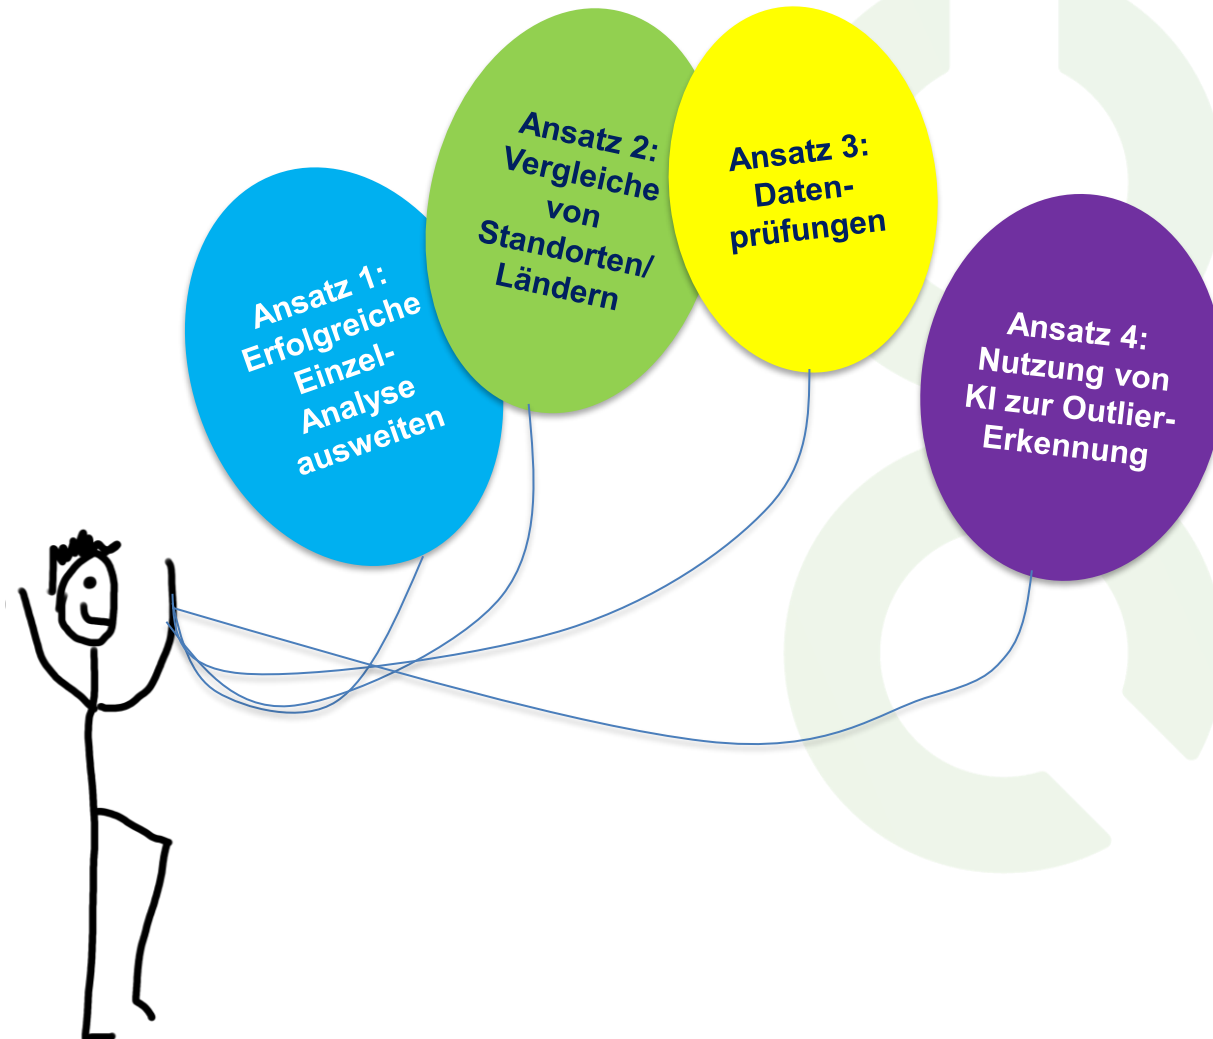 Ansatz 1:
Erfolgreiche
Einzel-
Analyse
ausweiten
Ansatz 2:
Vergleiche
von
Standorten/
Ländern
Ansatz 3:
Daten-
prüfungen
Ansatz 4:
Nutzung von
KI zur Outlier-
Erkennung